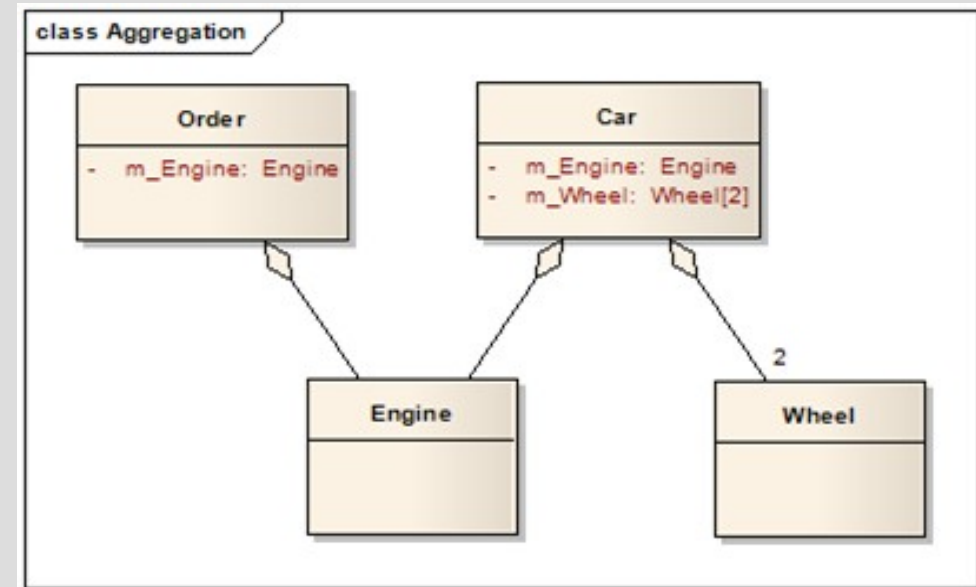 class Aggregation
Order
- m_Engine: Engine
Car
- m_Engine: Engine
- m_Wheel: Wheel[2]
2
Engine
Wheel